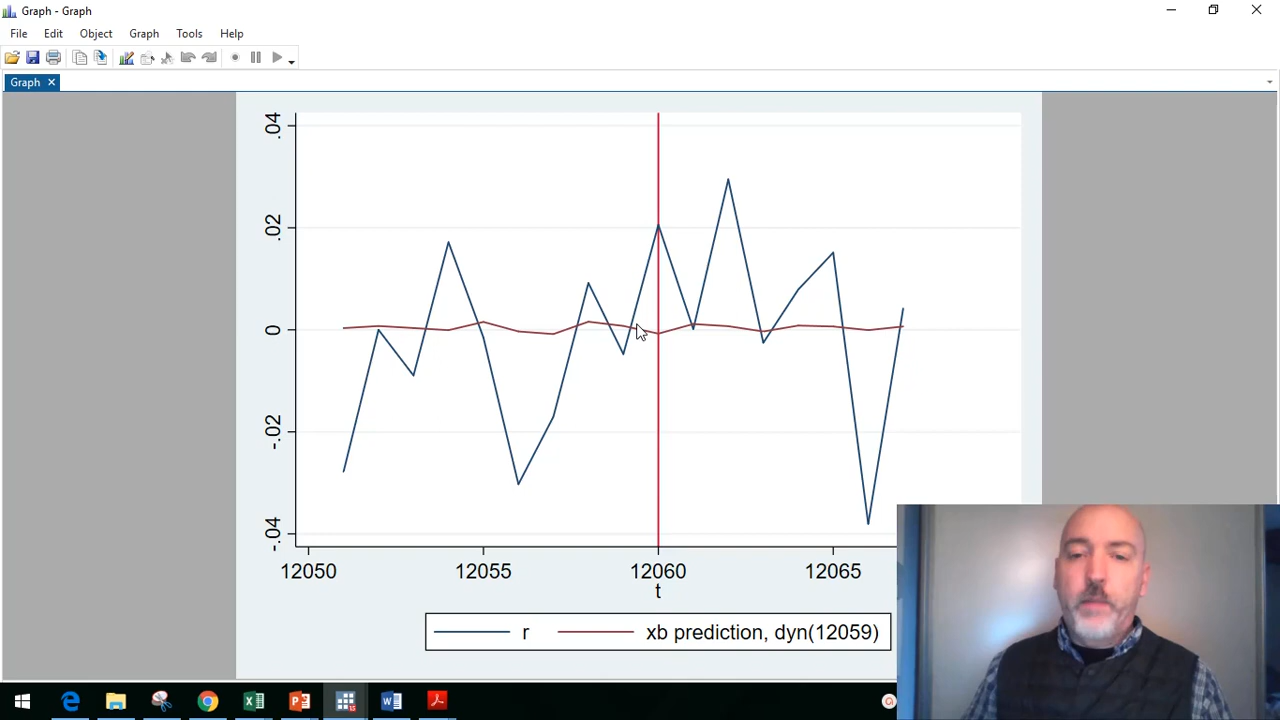 Graph - Graph
File Edit Object Graph Tools Help
Graph
.04
.02
0
-.02
-.04
12050 12055 12060 12065
t
r xb prediction, dyn(12059)